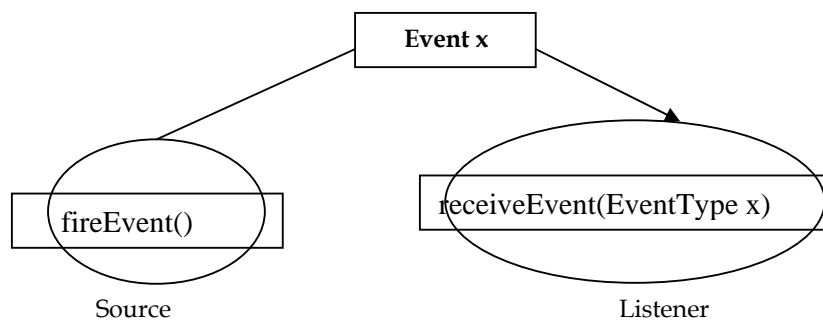 Event x
fireEvent()
receiveEvent(EventType x)
Source
Listener